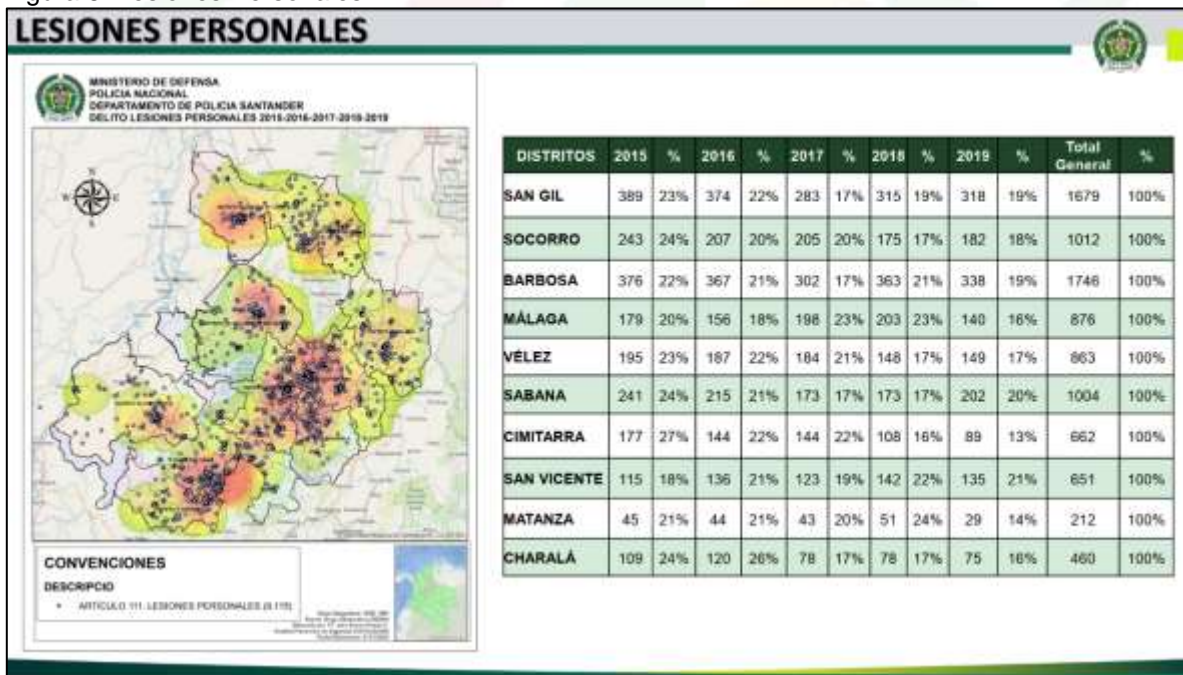 LESIONES PERSONALES
MINISTERIO DE DEFENSA
POLICIA NACIONAL
DEPARTAMENTO DE POLICIA SANTANDER
DELITO LESIONES PERSONALES 2015-2016-2017-2018-2019
N
W E
S
CONVENCIONES
DESCRIPCIO
• ARTICULO 111. LESIONES PERSONALES
DISTRITOS 2015 % 2016 % 2017 % 2018 % 2019 % Total General %
SAN GIL 389 23% 374 22% 283 17% 315 19% 318 19% 1679 100%
SOCORRO 243 24% 207 20% 205 20% 175 17% 182 18% 1012 100%
BARBOSA 376 22% 367 21% 302 17% 363 21% 338 19% 1746 100%
MÁLAGA 179 20% 156 18% 198 23% 203 23% 140 16% 876 100%
VÉLEZ 195 23% 187 22% 184 21% 148 17% 149 17% 863 100%
SABANA 241 24% 215 21% 173 17% 173 17% 202 20% 1004 100%
CIMITARRA 177 27% 144 22% 144 22% 108 16% 89 13% 662 100%
SAN VICENTE 115 18% 136 21% 123 19% 142 22% 135 21% 651 100%
MATANZA 45 21% 44 21% 43 20% 51 24% 29 14% 212 100%
CHARALÁ 109 24% 120 26% 78 17% 78 17% 75 16% 460 100%